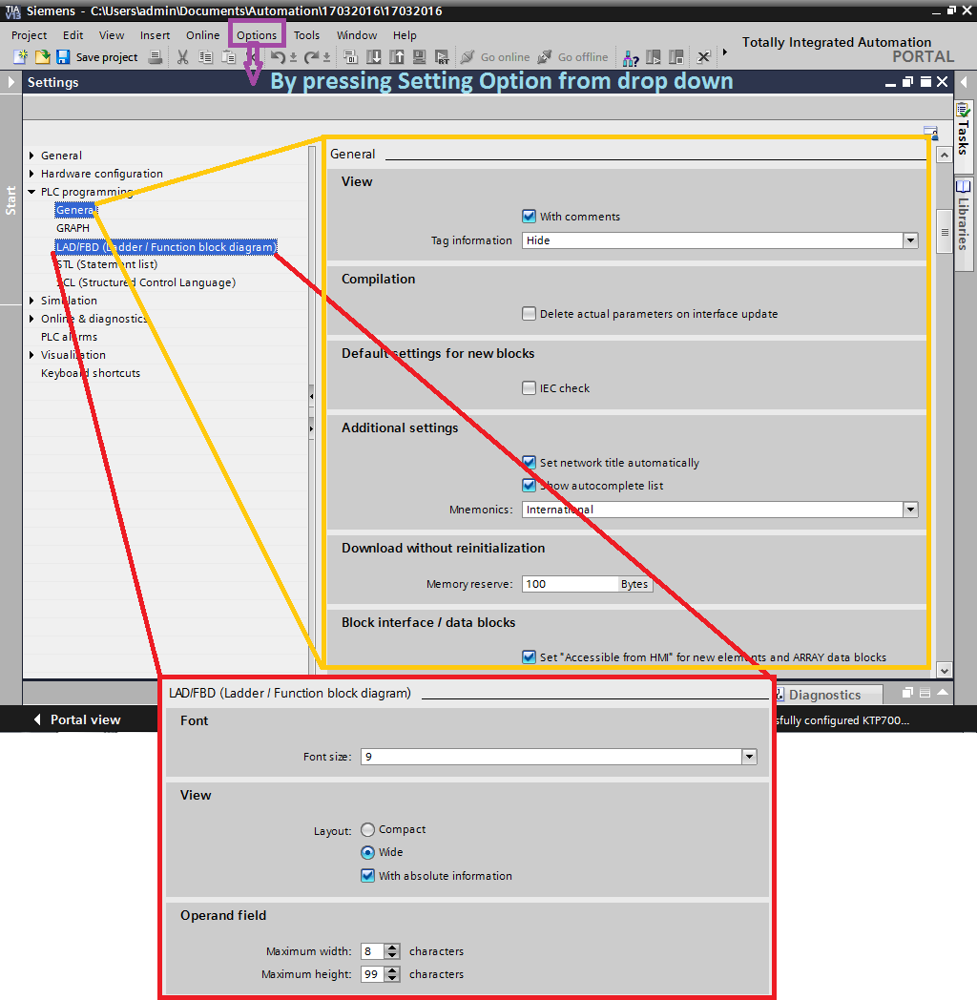 TIA V13 Siemens - C:\Users\admin\Documents\Automation\17032016\17032016
Project Edit View Insert Online Options Tools Window Help
Totally Integrated Automation
PORTAL
Save project Go online Go offline
Settings
By pressing Setting Option from drop down
Start
General
Hardware configuration
PLC programming
General
GRAPH
LAD/FBD (Ladder / Function block diagram)
STL (Statement list)
SCL (Structured Control Language)
Simulation
Online & diagnostics
PLC alarms
Visualization
Keyboard shortcuts
General
View
With comments
Tag information Hide
Compilation
Delete actual parameters on interface update
Default settings for new blocks
IEC check
Additional settings
Set network title automatically
Show autocomplete list
Mnemonics: International
Download without reinitialization
Memory reserve: 100 Bytes
Block interface / data blocks
Set "Accessible from HMI" for new elements and ARRAY data blocks
Tasks
Libraries
Diagnostics
Portal view
sfully configured KTP700...
LAD/FBD (Ladder / Function block diagram)
Font
Font size: 9
View
Layout: Compact
Wide
With absolute information
Operand field
Maximum width: 8 characters
Maximum height: 99 characters